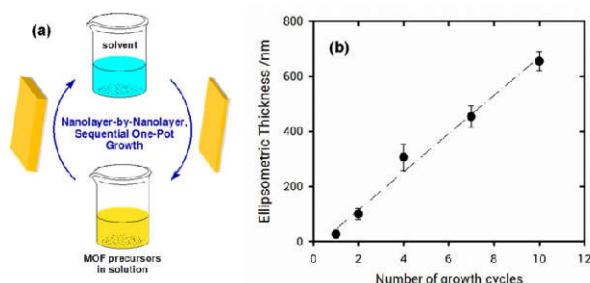 (a)
solvent
Nanolayer-by-Nanolayer,
Sequential One-Pot
Growth
MOF precursors
in solution
(b)
Ellipsometric Thickness /nm
800
600
400
200
0
0 2 4 6 8 10 12
Number of growth cycles